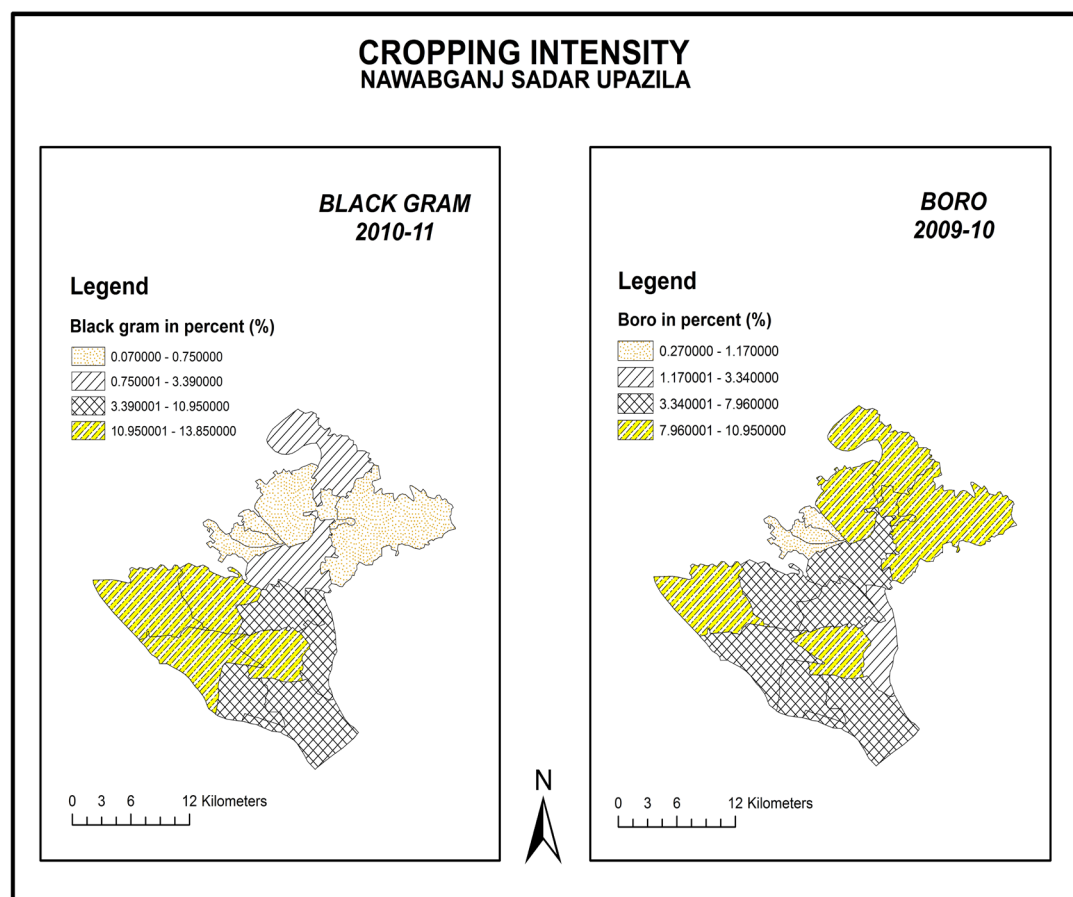 CROPPING INTENSITY
NAWABGANJ SADAR UPAZILA
BLACK GRAM
2010-11
Legend
Black gram in percent (%)
0.070000 - 0.750000
0.750001 - 3.390000
3.390001 - 10.950000
10.950001 - 13.850000
0 3 6 12 Kilometers
N
BORO
2009-10
Legend
Boro in percent (%)
0.270000 - 1.170000
1.170001 - 3.340000
3.340001 - 7.960000
7.960001 - 10.950000
0 3 6 12 Kilometers